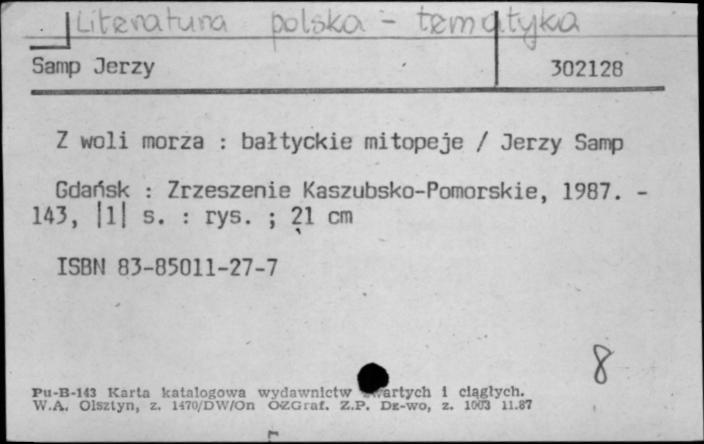 Literatura polska - tematyka
Samp Jerzy 302128
Z woli morza : bałtyckie mitopeje / Jerzy Samp
Gdańsk : Zrzeszenie Kaszubsko-Pomorskie, 1987. -
143, |1| s. : rys. ; 21 cm
ISBN 83-85011-27-7
8
Pu-B-143 Karta katalogowa wydawnictw zwartych i ciągłych.
W.A. Olsztyn, z. 1470/DW/On OZGraf. Z.P. Dz-wo, z. 1003 11.87